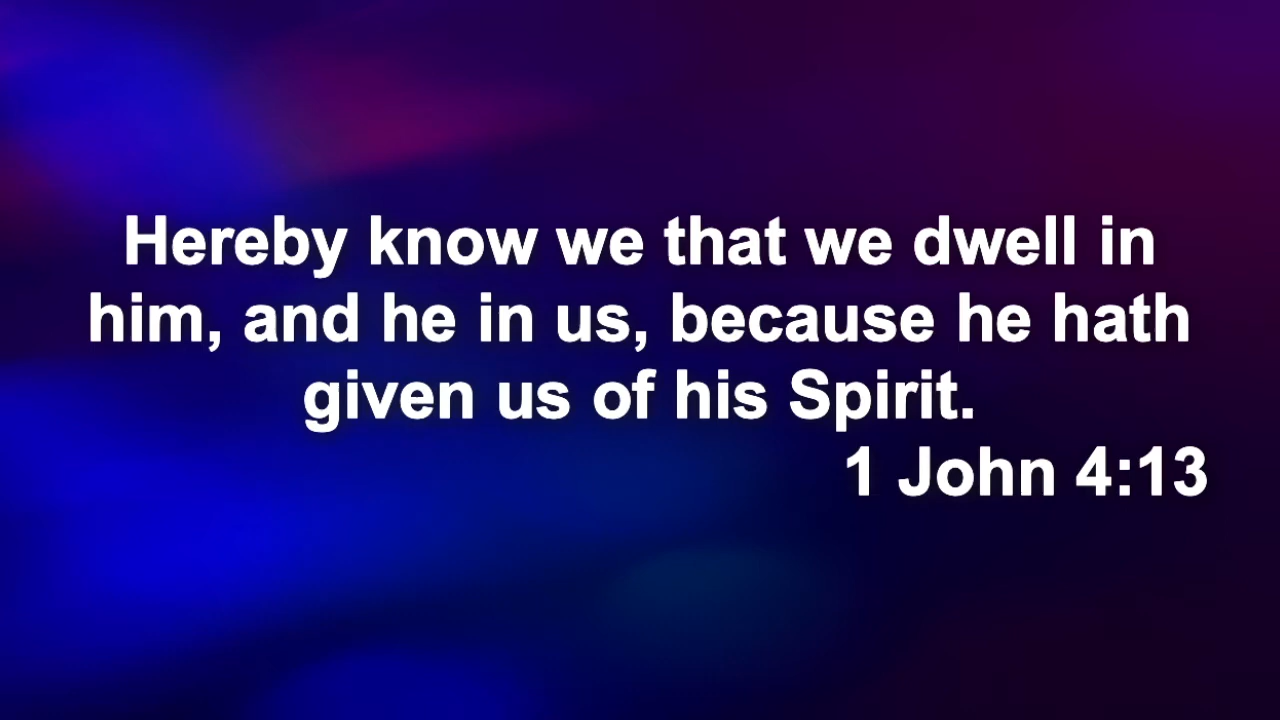 Hereby know we that we dwell in
him, and he in us, because he hath
given us of his Spirit.
1 John 4:13